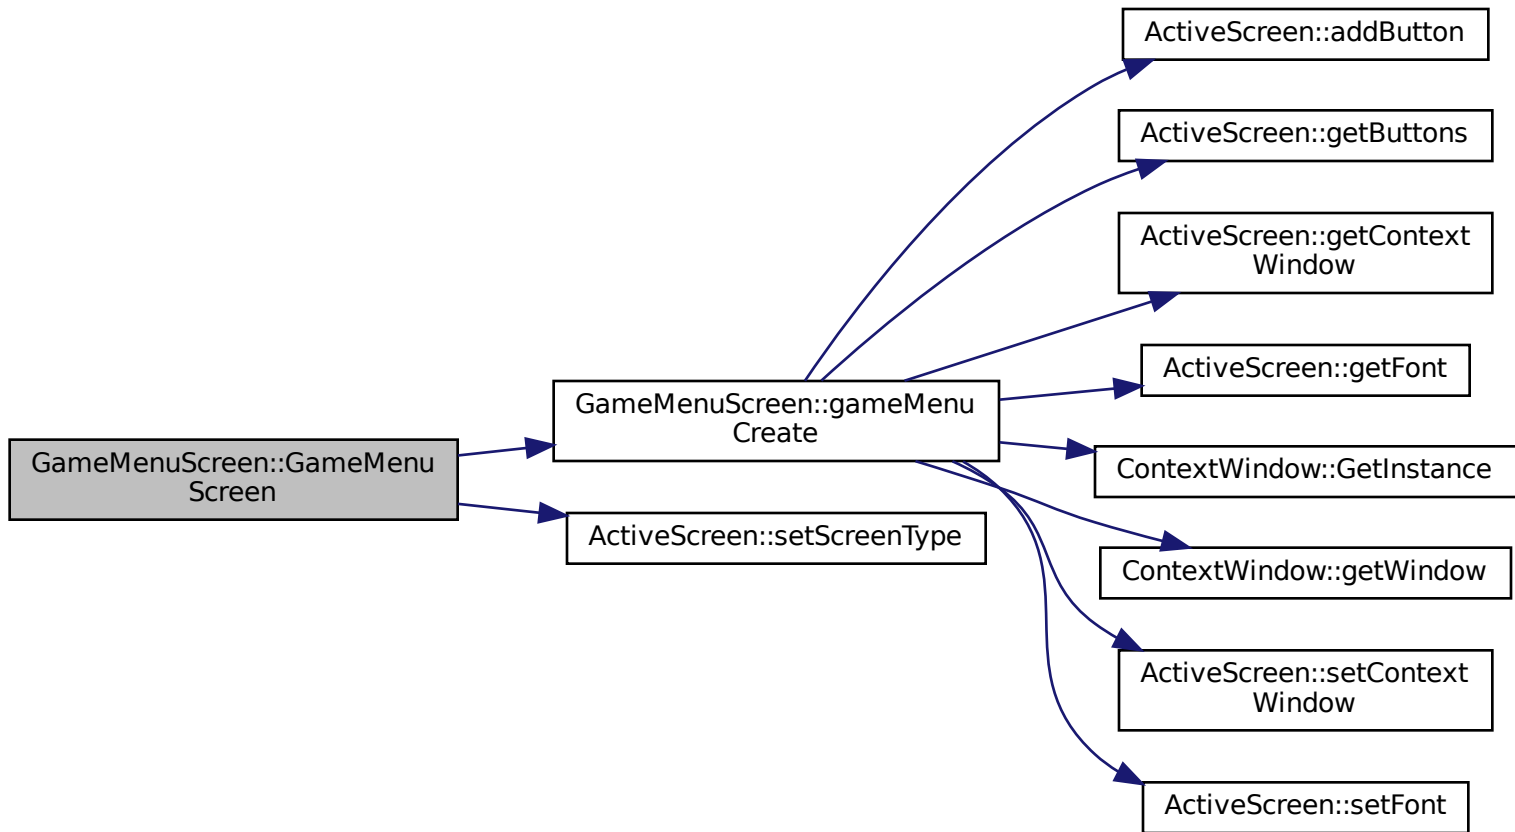 GameMenuScreen::GameMenu
Screen
GameMenuScreen::gameMenu
Create
ActiveScreen::setScreenType
ActiveScreen::addButton
ActiveScreen::getButtons
ActiveScreen::getContext
Window
ActiveScreen::getFont
ContextWindow::GetInstance
ContextWindow::getWindow
ActiveScreen::setContext
Window
ActiveScreen::setFont